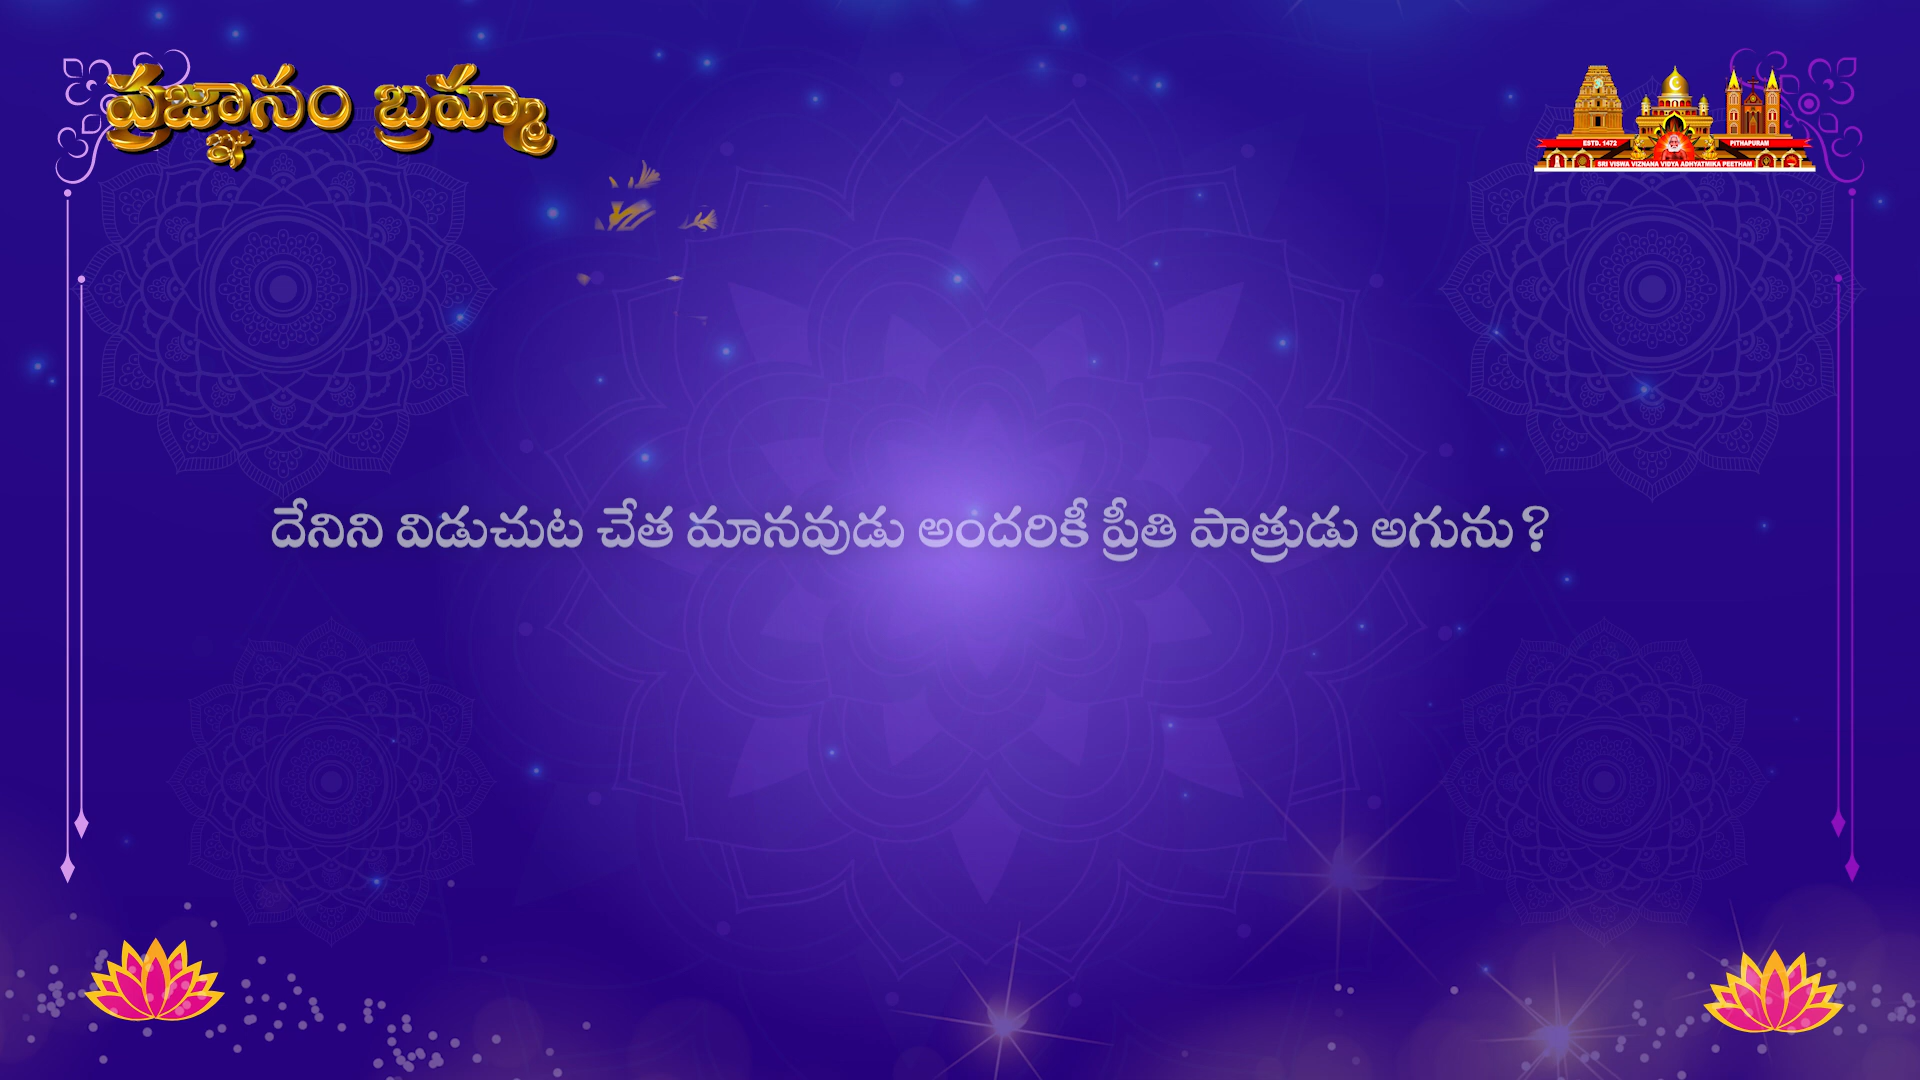 ప్రజ్ఞానం బ్రహ్మ
ESTD. 1472 PITHAPURAM
SRI VISWA VIZNANA VIDYA ADHYATMIKA PEETHAM
దేనిని విడుచుట చేత మానవుడు అందరికీ ప్రీతి పాత్రుడు అగును ?